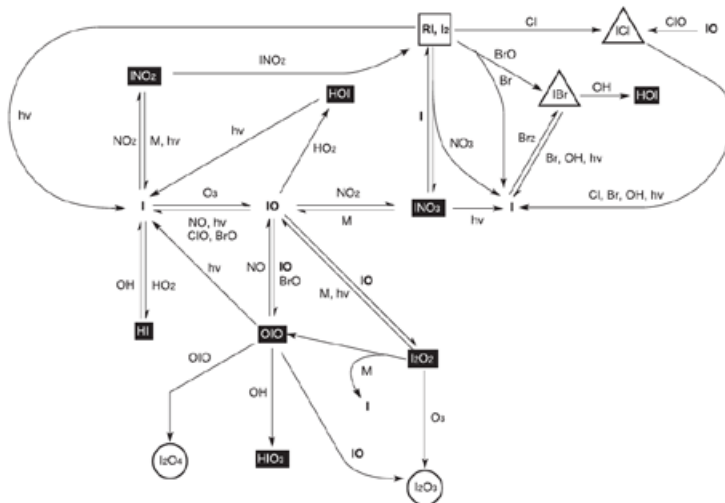 RI, I₂
Cl
ICl
ClO
IO
BrO
Br
INO₂
INO₂
IBr
OH
HOI
HOI
hν
NO₂
M, hν
hν
HO₂
I
NO₃
Br₂
Br, OH, hν
Cl, Br, OH, hν
I
O₃
IO
NO₂
M
INO₃
hν
I
NO, hν
ClO, BrO
OH
HO₂
hν
NO
IO
BrO
IO
M, hν
HI
OIO
I₂O₂
OIO
OH
M
I
O₃
IO
I₂O₄
HIO₃
I₂O₃